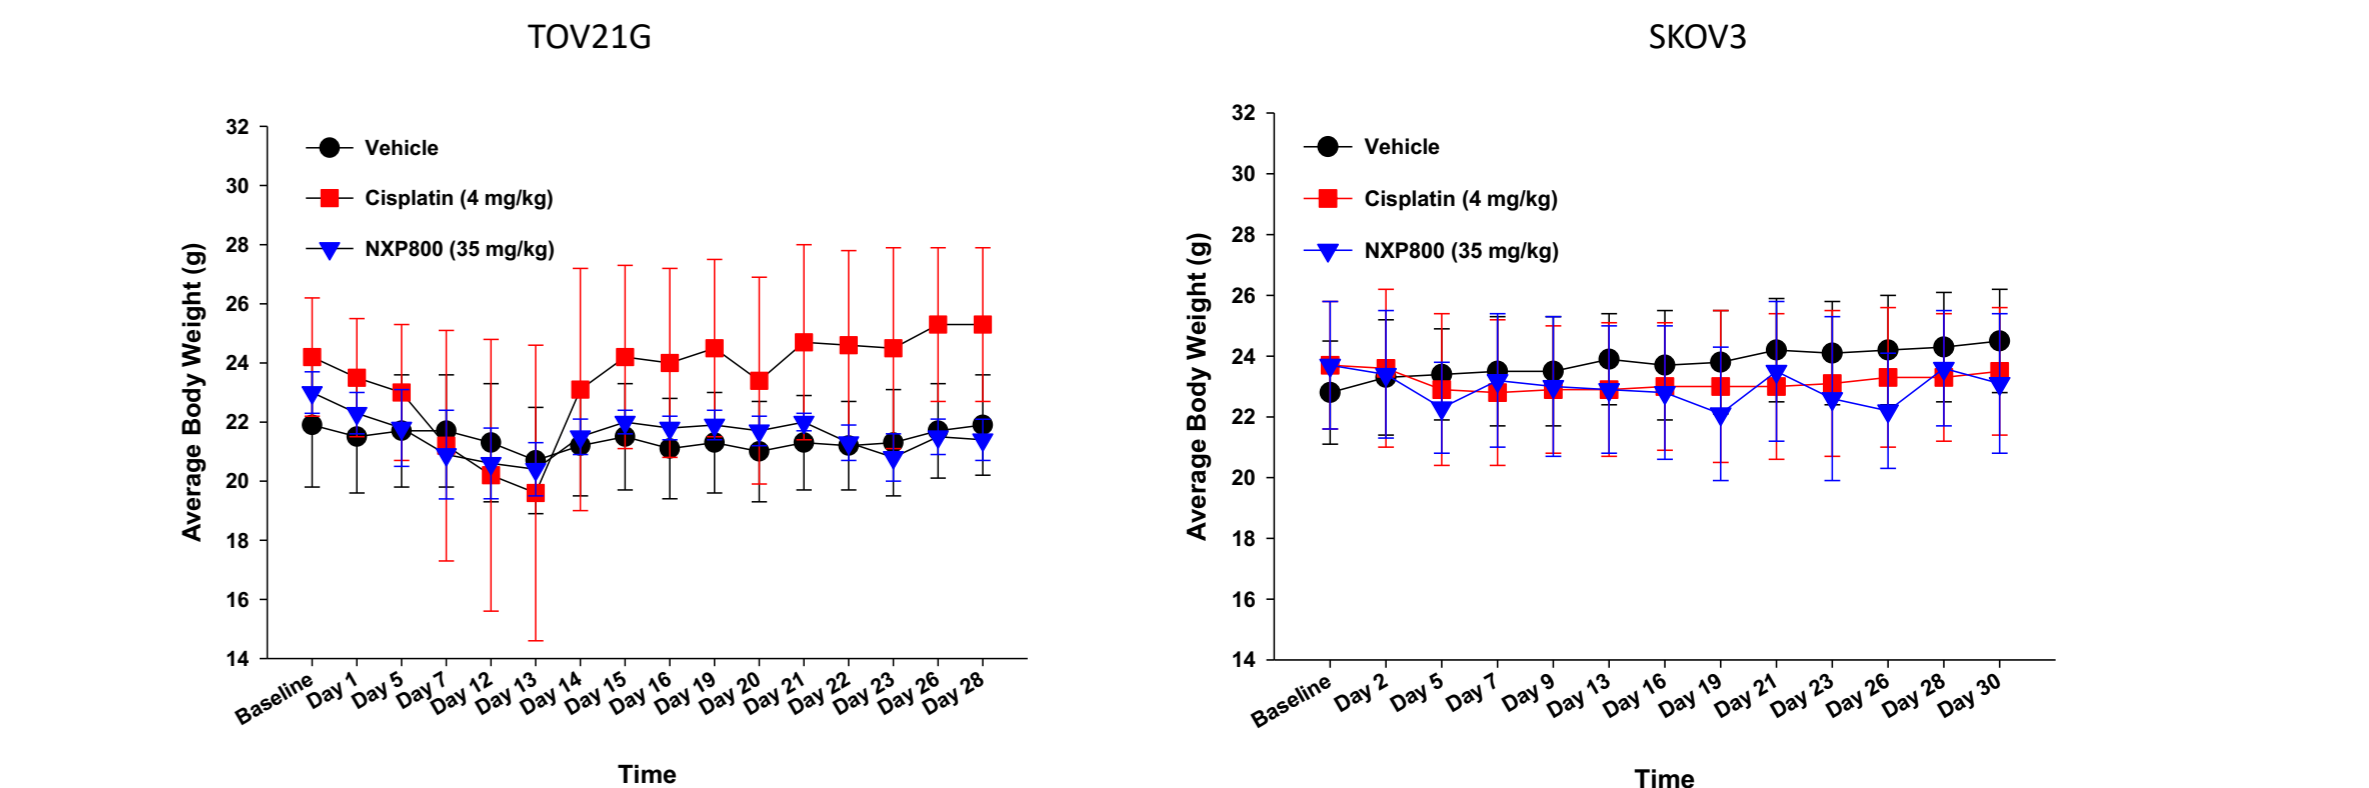 TOV21G
32
30
28
26
24
22
20
18
16
14
Average Body Weight (g)
Vehicle
Cisplatin (4 mg/kg)
NXP800 (35 mg/kg)
Baseline
Day 1
Day 5
Day 7
Day 12
Day 13
Day 14
Day 15
Day 16
Day 19
Day 20
Day 21
Day 22
Day 23
Day 26
Day 28
Time
SKOV3
32
30
28
26
24
22
20
18
16
14
Average Body Weight (g)
Vehicle
Cisplatin (4 mg/kg)
NXP800 (35 mg/kg)
Baseline
Day 2
Day 5
Day 7
Day 9
Day 13
Day 16
Day 19
Day 21
Day 23
Day 26
Day 28
Day 30
Time